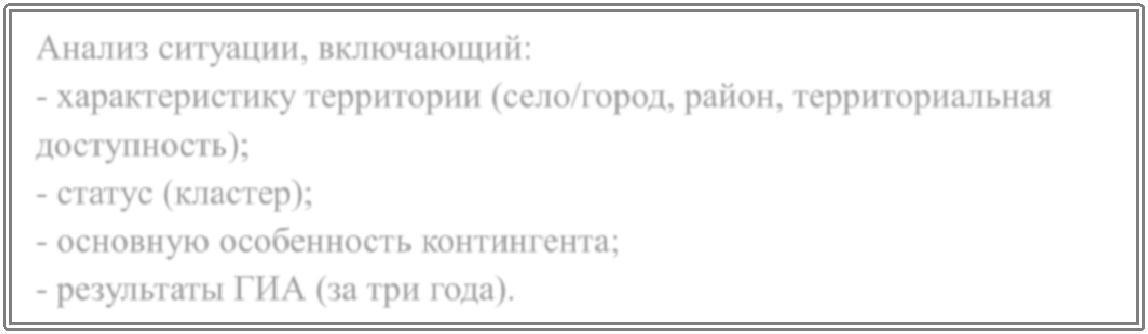 Анализ ситуации, включающий:
- характеристику территории (село/город, район, территориальная
доступность);
- статус (кластер);
- основную особенность контингента;
- результаты ГИА (за три года).